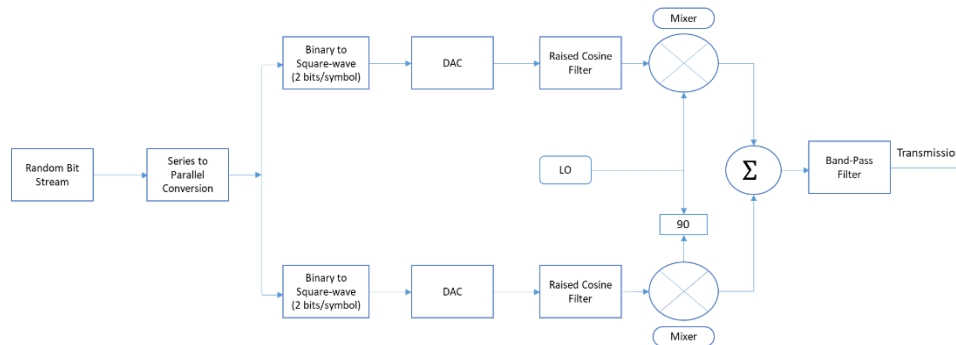 Mixer
Binary to
Square-wave
(2 bits/symbol)
DAC
Raised Cosine
Filter
Random Bit
Stream
Series to
Parallel
Conversion
LO
Σ
Band-Pass
Filter
Transmissio
90
Binary to
Square-wave
(2 bits/symbol)
DAC
Raised Cosine
Filter
Mixer